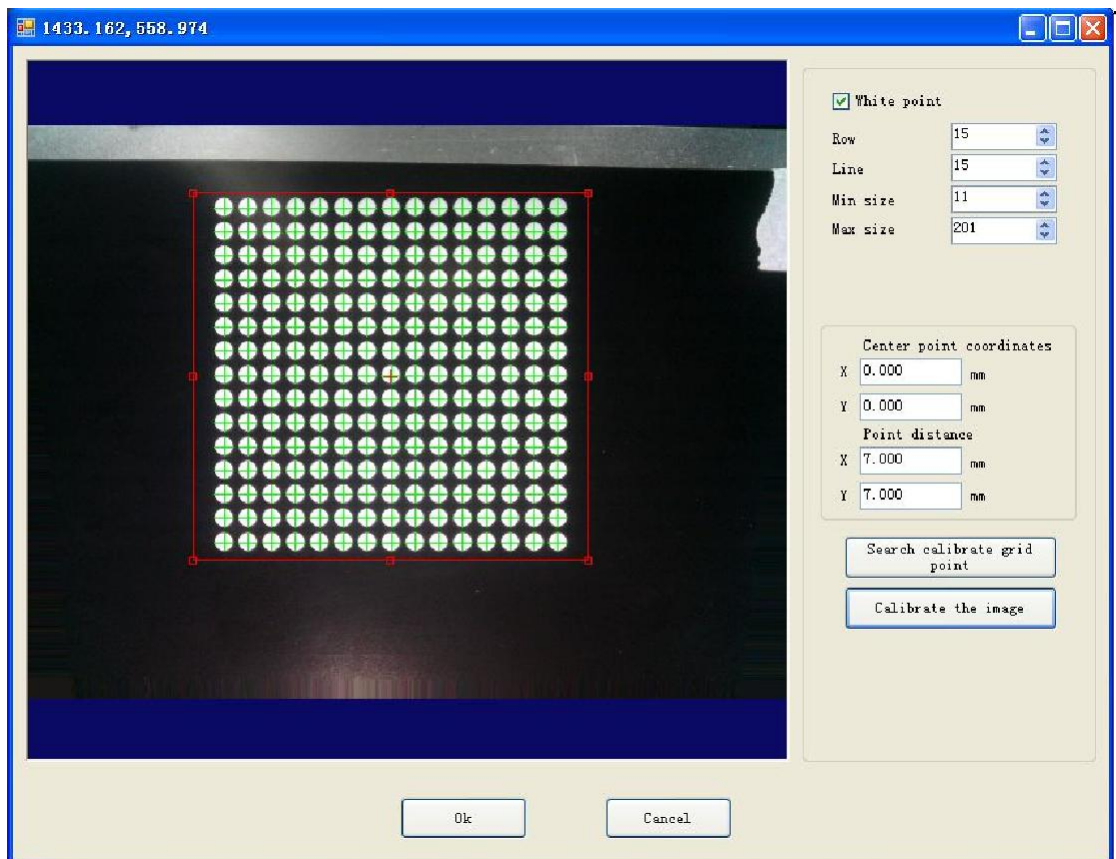 1433.162,558.974
White point
Row 15
Line 15
Min size 11
Max size 201
Center point coordinates
X 0.000 mm
Y 0.000 mm
Point distance
X 7.000 mm
Y 7.000 mm
Search calibrate grid
point
Calibrate the image
Ok Cancel